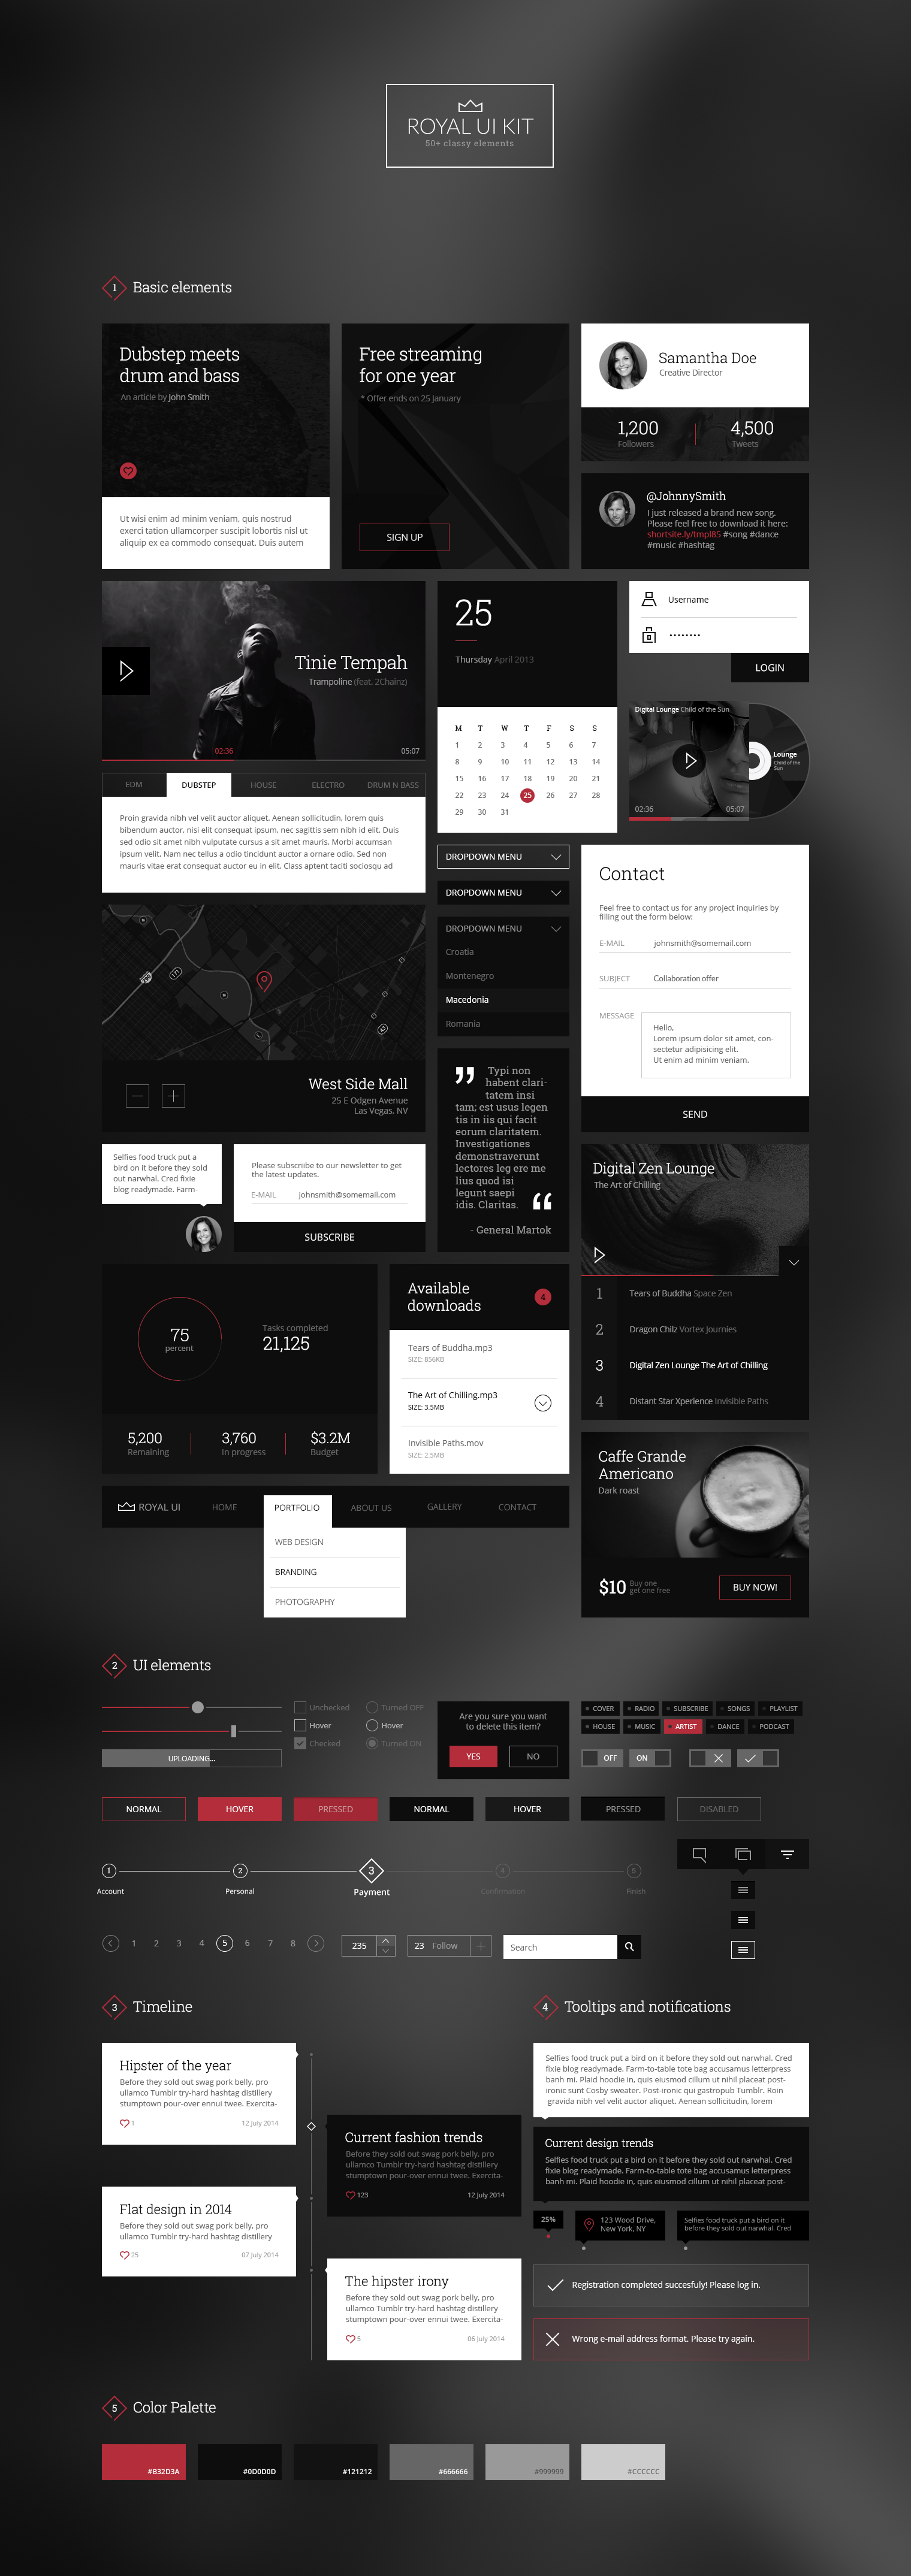 ROYAL UI KIT
50+ classy elements
1 Basic elements
Dubstep meets
drum and bass
An article by John Smith
Ut wisi enim ad minim veniam, quis nostrud
exerci tation ullamcorper suscipit lobortis nisl ut
aliquip ex ea commodo consequat. Duis autem
Free streaming
for one year
* Offer ends on 25 January
SIGN UP
Samantha Doe
Creative Director
1,200 4,500
Followers Tweets
@JohnnySmith
I just released a brand new song.
Please feel free to download it here:
shortsite.ly/tmpl85 #song #dance
#music #hashtag
Tinie Tempah
Trampoline (feat. 2Chainz)
02:36 05:07
25
Thursday April 2013
M T W T F S S
1 2 3 4 5 6 7
8 9 10 11 12 13 14
15 16 17 18 19 20 21
22 23 24 25 26 27 28
29 30 31
Username
LOGIN
Digital Lounge Child of the Sun
Lounge
Child of the
Sun
02:36 05:07
EDM DUBSTEP HOUSE ELECTRO DRUM N BASS
Proin gravida nibh vel velit auctor aliquet. Aenean sollicitudin, lorem quis
bibendum auctor, nisi elit consequat ipsum, nec sagittis sem nibh id elit. Duis
sed odio sit amet nibh vulputate cursus a sit amet mauris. Morbi accumsan
ipsum velit. Nam nec tellus a odio tincidunt auctor a ornare odio. Sed non
mauris vitae erat consequat auctor eu in elit. Class aptent taciti sociosqu ad
DROPDOWN MENU
DROPDOWN MENU
DROPDOWN MENU
Croatia
Montenegro
Macedonia
Romania
Contact
Feel free to contact us for any project inquiries by
filling out the form below:
E-MAIL johnsmith@somemail.com
SUBJECT Collaboration offer
MESSAGE
Hello,
Lorem ipsum dolor sit amet, con-
sectetur adipisicing elit.
Ut enim ad minim veniam.
SEND
West Side Mall
25 E Odgen Avenue
Las Vegas, NV
Typi non
habent clari-
tatem insi
tam; est usus legen
tis in iis qui facit
eorum claritatem.
Investigationes
demonstraverunt
lectores leg ere me
lius quod isi
legunt saepi
idis. Claritas.
- General Martok
Selfies food truck put a
bird on it before they sold
out narwhal. Cred fixie
blog readymade. Farm-
Please subscriibe to our newsletter to get
the latest updates.
E-MAIL johnsmith@somemail.com
SUBSCRIBE
Digital Zen Lounge
The Art of Chilling
1 Tears of Buddha Space Zen
2 Dragon Chilz Vortex Journies
3 Digital Zen Lounge The Art of Chilling
4 Distant Star Xperience Invisible Paths
75
percent
Tasks completed
21,125
5,200 3,760 $3.2M
Remaining In progress Budget
Available
downloads
4
Tears of Buddha.mp3
SIZE: 856KB
The Art of Chilling.mp3
SIZE: 3.5MB
Invisible Paths.mov
SIZE: 2.5MB
Caffe Grande
Americano
Dark roast
$10 Buy one
get one free
BUY NOW!
ROYAL UI HOME PORTFOLIO ABOUT US GALLERY CONTACT
WEB DESIGN
BRANDING
PHOTOGRAPHY
2 UI elements
UPLOADING...
Unchecked Turned OFF
Hover Hover
Checked Turned ON
Are you sure you want
to delete this item?
YES NO
COVER RADIO SUBSCRIBE SONGS PLAYLIST
HOUSE MUSIC ARTIST DANCE PODCAST
OFF ON
NORMAL HOVER PRESSED NORMAL HOVER PRESSED DISABLED
1 2 3 4 5
Account Personal Payment Confirmation Finish
1 2 3 4 5 6 7 8
235
23 Follow
Search
3 Timeline
Hipster of the year
Before they sold out swag pork belly, pro
ullamco Tumblr try-hard hashtag distillery
stumptown pour-over ennui twee. Exercita-
1 12 July 2014
Current fashion trends
Before they sold out swag pork belly, pro
ullamco Tumblr try-hard hashtag distillery
stumptown pour-over ennui twee. Exercita-
123 12 July 2014
Flat design in 2014
Before they sold out swag pork belly, pro
ullamco Tumblr try-hard hashtag distillery
25 07 July 2014
The hipster irony
Before they sold out swag pork belly, pro
ullamco Tumblr try-hard hashtag distillery
stumptown pour-over ennui twee. Exercita-
5 06 July 2014
4 Tooltips and notifications
Selfies food truck put a bird on it before they sold out narwhal. Cred
fixie blog readymade. Farm-to-table tote bag accusamus letterpress
banh mi. Plaid hoodie in, quis eiusmod cillum ut nihil placeat post-
ironic sunt Cosby sweater. Post-ironic qui gastropub Tumblr. Roin
gravida nibh vel velit auctor aliquet. Aenean sollicitudin, lorem
Current design trends
Selfies food truck put a bird on it before they sold out narwhal. Cred
fixie blog readymade. Farm-to-table tote bag accusamus letterpress
banh mi. Plaid hoodie in, quis eiusmod cillum ut nihil placeat post-
25%
123 Wood Drive,
New York, NY
Selfies food truck put a bird on it
before they sold out narwhal. Cred
Registration completed succesfuly! Please log in.
Wrong e-mail address format. Please try again.
5 Color Palette
#B32D3A #0D0D0D #121212 #666666 #999999 #CCCCCC